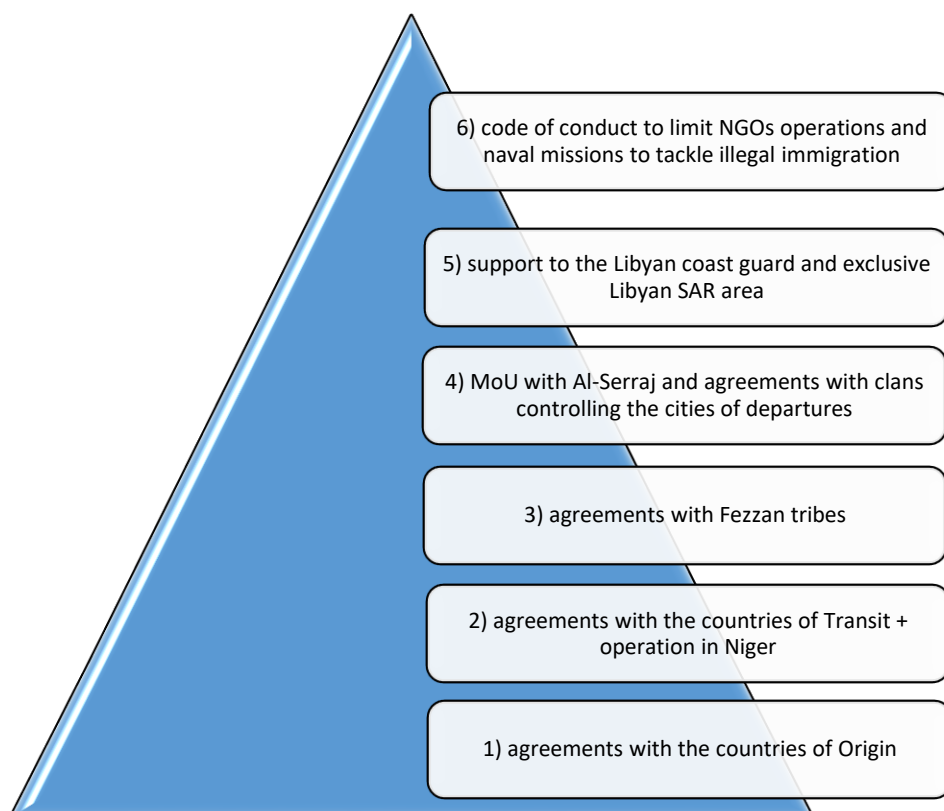 6) code of conduct to limit NGOs operations and
naval missions to tackle illegal immigration
5) support to the Libyan coast guard and exclusive
Libyan SAR area
4) MoU with Al-Serraj and agreements with clans
controlling the cities of departures
3) agreements with Fezzan tribes
2) agreements with the countries of Transit +
operation in Niger
1) agreements with the countries of Origin